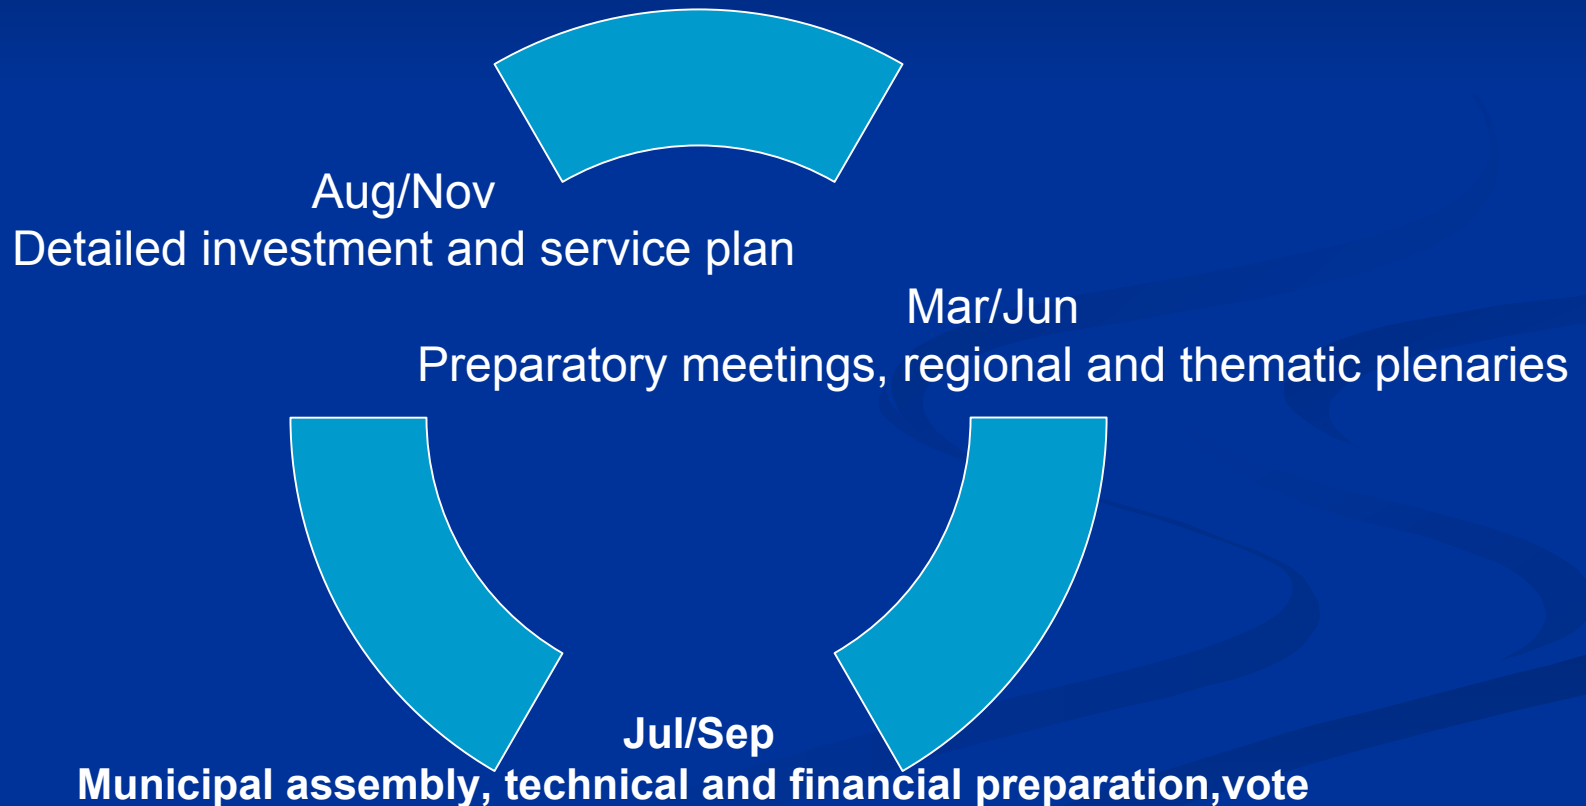 Aug/Nov
Detailed investment and service plan
Mar/Jun
Preparatory meetings, regional and thematic plenaries
Jul/Sep
Municipal assembly, technical and financial preparation,vote